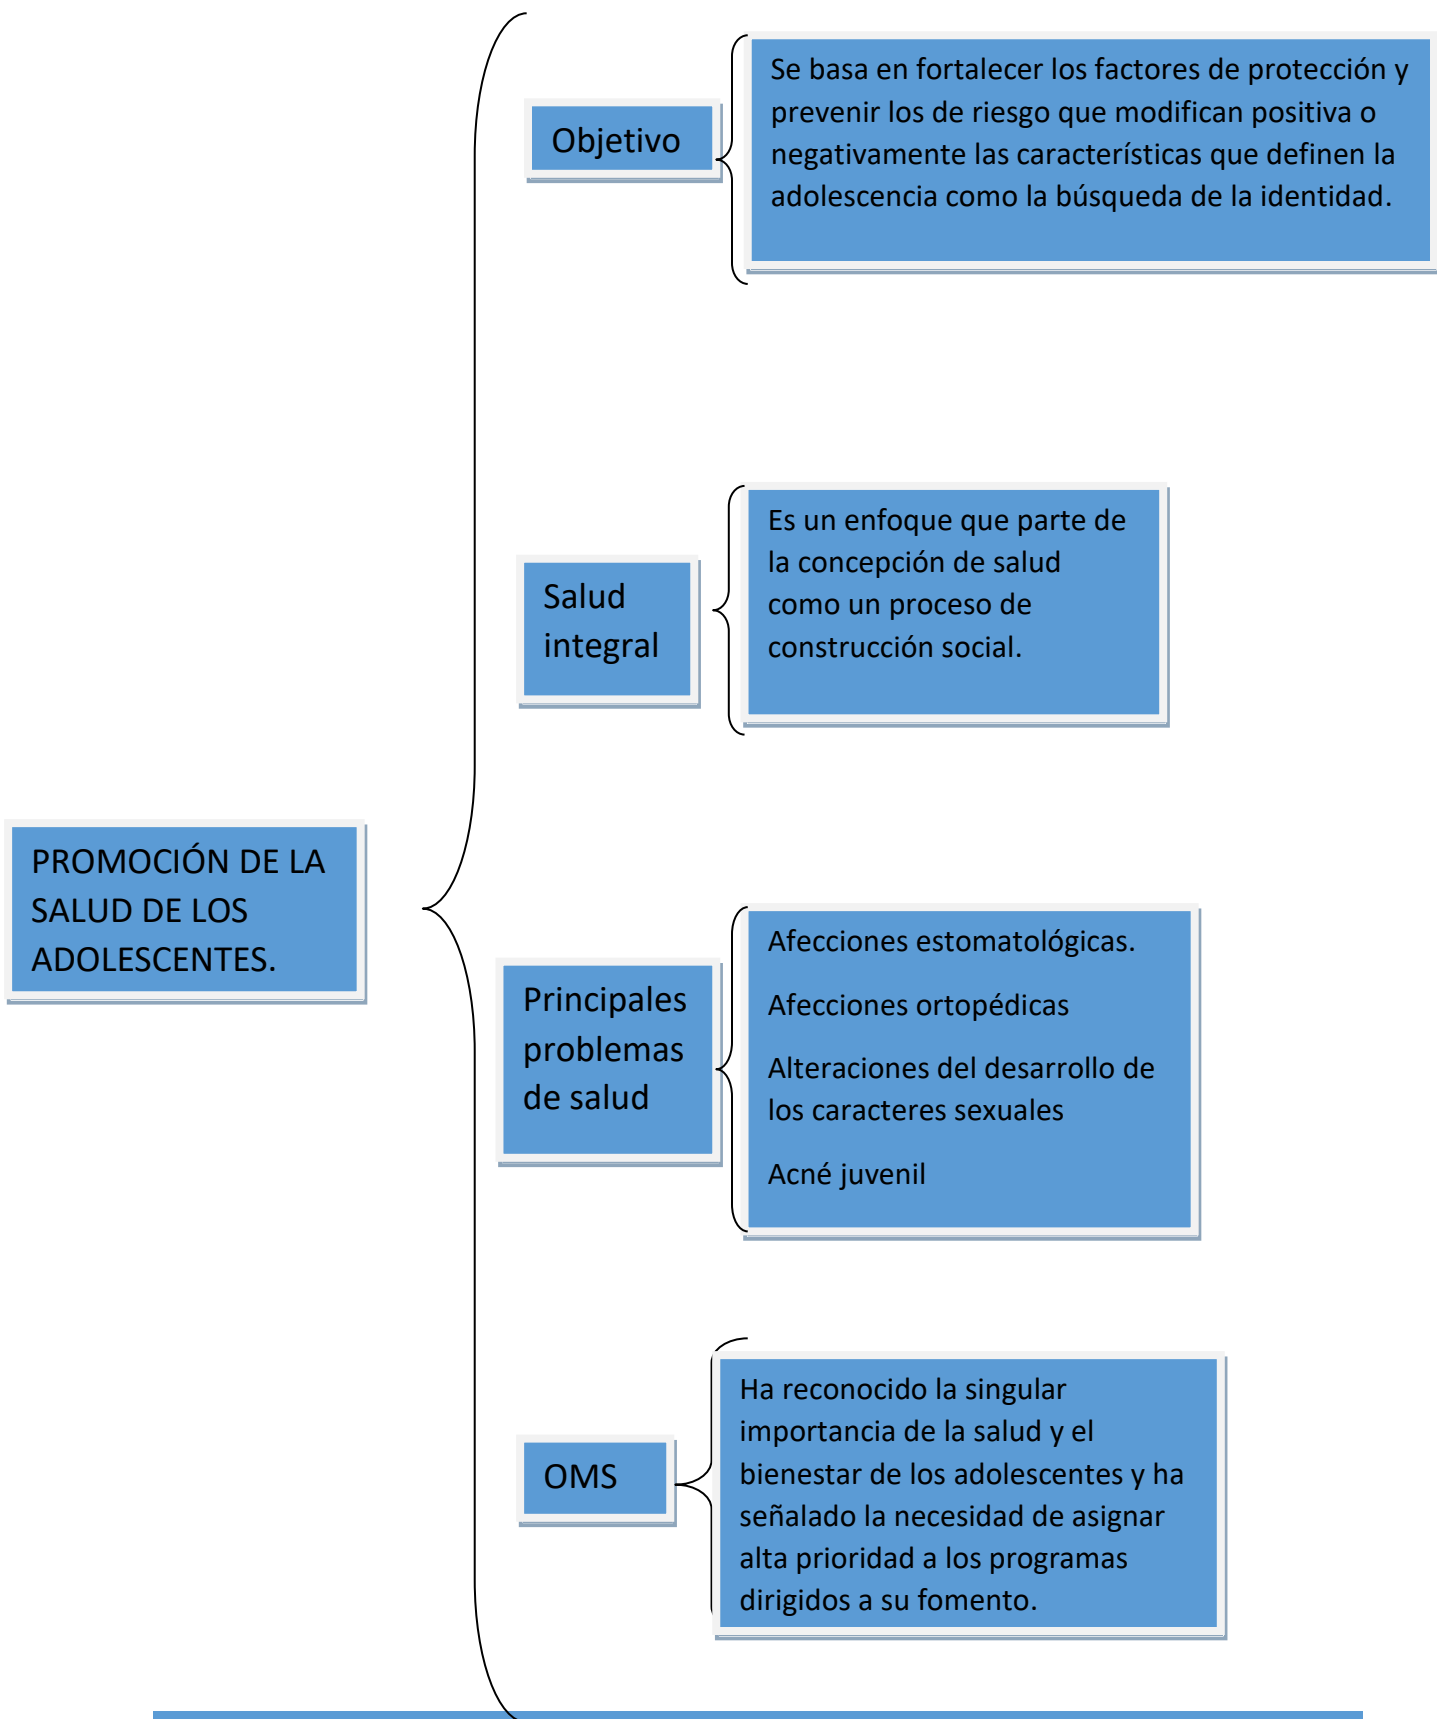 Objetivo
Se basa en fortalecer los factores de protección y
prevenir los de riesgo que modifican positiva o
negativamente las características que definen la
adolescencia como la búsqueda de la identidad.
Salud
integral
Es un enfoque que parte de
la concepción de salud
como un proceso de
construcción social.
PROMOCIÓN DE LA
SALUD DE LOS
ADOLESCENTES.
Principales
problemas
de salud
Afecciones estomatológicas.
Afecciones ortopédicas
Alteraciones del desarrollo de
los caracteres sexuales
Acné juvenil
OMS
Ha reconocido la singular
importancia de la salud y el
bienestar de los adolescentes y ha
señalado la necesidad de asignar
alta prioridad a los programas
dirigidos a su fomento.